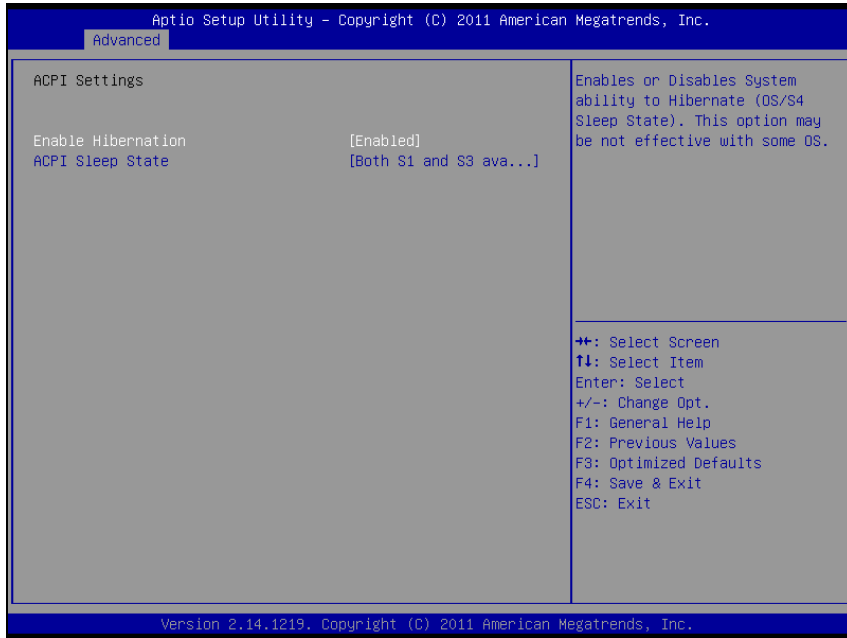 Aptio Setup Utility – Copyright (C) 2011 American Megatrends, Inc.
Advanced
ACPI Settings
Enable Hibernation [Enabled]
ACPI Sleep State [Both S1 and S3 ava...]
Enables or Disables System
ability to Hibernate (OS/S4
Sleep State). This option may
be not effective with some OS.
→←: Select Screen
↑↓: Select Item
Enter: Select
+/-: Change Opt.
F1: General Help
F2: Previous Values
F3: Optimized Defaults
F4: Save & Exit
ESC: Exit
Version 2.14.1219. Copyright (C) 2011 American Megatrends, Inc.